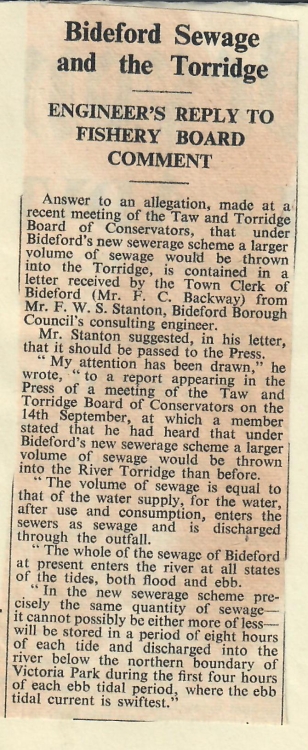 Bideford Sewage
and the Torridge
ENGINEER'S REPLY TO
FISHERY BOARD
COMMENT
Answer to an allegation, made at a
recent meeting of the Taw and Torridge
Board of Conservators, that under
Bideford's new sewerage scheme a larger
volume of sewage would be thrown
into the Torridge, is contained in a
letter received by the Town Clerk of
Bideford (Mr. F. C. Backway) from
Mr. F. W. S. Stanton, Bideford Borough
Council's consulting engineer.
Mr. Stanton suggested, in his letter,
that it should be passed to the Press.
" My attention has been drawn," he
wrote, " to a report appearing in the
Press of a meeting of the Taw and
Torridge Board of Conservators on the
14th September, at which a member
stated that he had heard that under
Bideford's new sewerage scheme a larger
volume of sewage would be thrown
into the River Torridge than before.
" The volume of sewage is equal to
that of the water supply, for the water,
after use and consumption, enters the
sewers as sewage and is discharged
through the outfall.
" The whole of the sewage of Bideford
at present enters the river at all states
of the tides, both flood and ebb.
" In the new sewerage scheme pre-
cisely the same quantity of sewage—
it cannot possibly be either more of less—
will be stored in a period of eight hours
of each tide and discharged into the
river below the northern boundary of
Victoria Park during the first four hours
of each ebb tidal period, where the ebb
tidal current is swiftest."